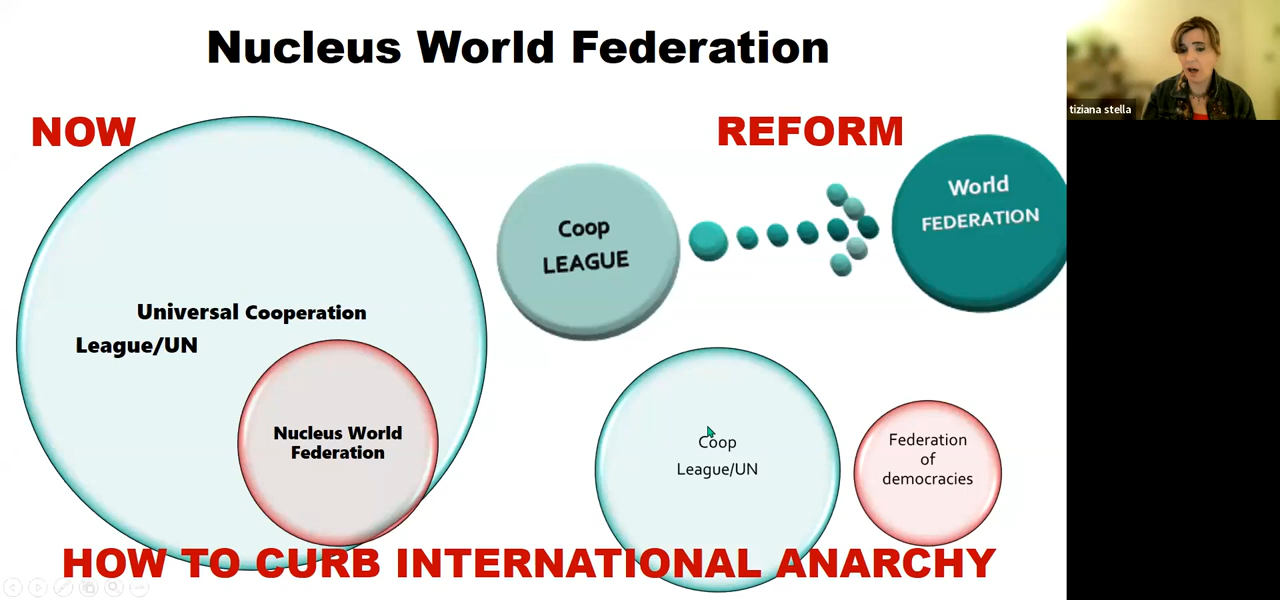 Nucleus World Federation
NOW
REFORM
Universal Cooperation
League/UN
Nucleus World
Federation
Coop
LEAGUE
World
FEDERATION
Coop
League/UN
Federation
of
democracies
HOW TO CURB INTERNATIONAL ANARCHY
tiziana stella